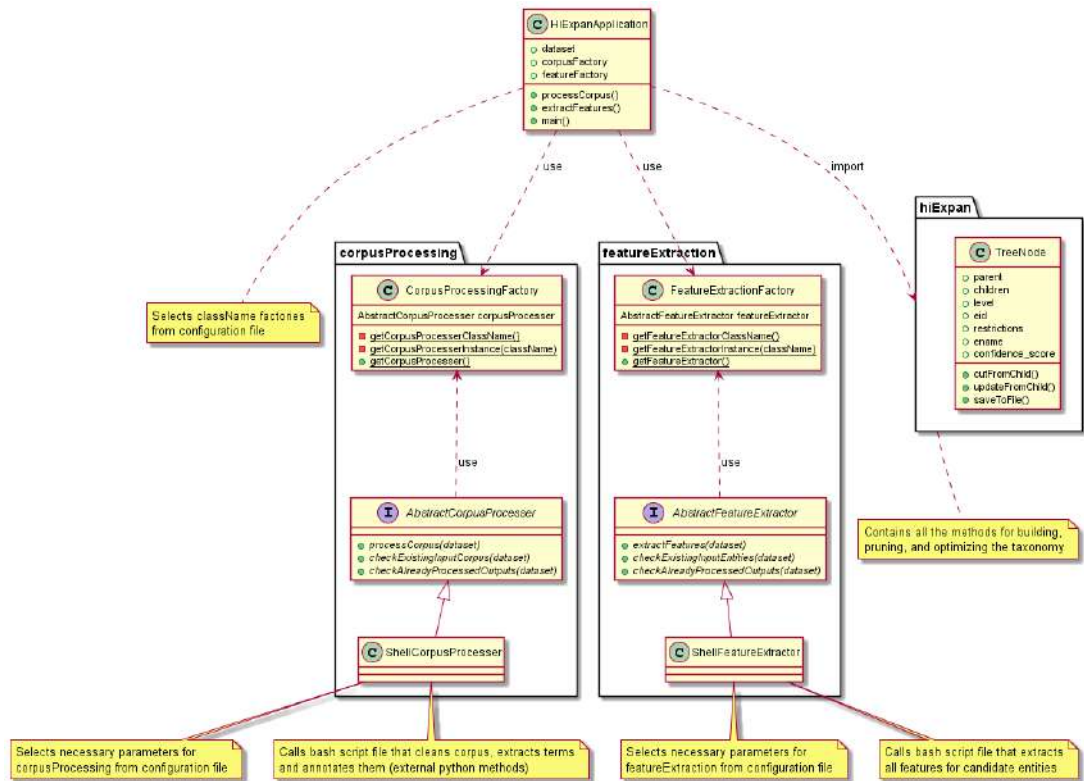 C HiExpanApplication
dataset
corpusFactory
featureFactory
processCorpus()
extractFeatures()
main()
use
use
import
Selects className factories
from configuration file
corpusProcessing
C CorpusProcessingFactory
AbstractCorpusProcesser corpusProcesser
getCorpusProcesserClassName()
getCorpusProcesserInstance(className)
getCorpusProcesser()
use
I AbstractCorpusProcesser
processCorpus(dataset)
checkExistingInputCorpus(dataset)
checkAlreadyProcessedOutputs(dataset)
C ShellCorpusProcesser
featureExtraction
C FeatureExtractionFactory
AbstractFeatureExtractor featureExtractor
getFeatureExtractorClassName()
getFeatureExtractorInstance(className)
getFeatureExtractor()
use
I AbstractFeatureExtractor
extractFeatures(dataset)
checkExistingInputEntities(dataset)
checkAlreadyProcessedOutputs(dataset)
C ShellFeatureExtractor
hiExpan
C TreeNode
parent
children
level
eid
restrictions
ename
confidence_score
cutFromChild()
updateFromChild()
saveToFile()
Contains all the methods for building,
pruning, and optimizing the taxonomy
Selects necessary parameters for
corpusProcessing from configuration file
Calls bash script file that cleans corpus, extracts terms
and annotates them (external python methods)
Selects necessary parameters for
featureExtraction from configuration file
Calls bash script file that extracts
all features for candidate entities